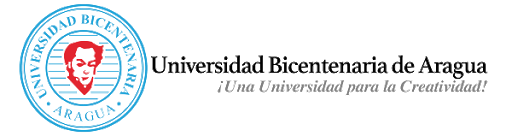 UNIVERSIDAD BICENTENARIA
ARAGUA
Universidad Bicentenaria de Aragua
¡Una Universidad para la Creatividad!